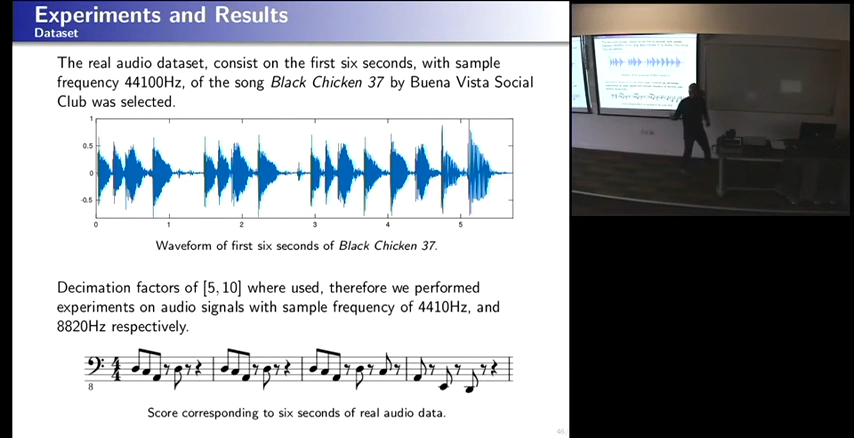 Experiments and Results
Dataset
The real audio dataset, consist on the first six seconds, with sample
frequency 44100Hz, of the song Black Chicken 37 by Buena Vista Social
Club was selected.
1
0.5
0
-0.5
0 1 2 3 4 5
Waveform of first six seconds of Black Chicken 37.
Decimation factors of [5, 10] where used, therefore we performed
experiments on audio signals with sample frequency of 4410Hz, and
8820Hz respectively.
4
4
8
Score corresponding to six seconds of real audio data.
46